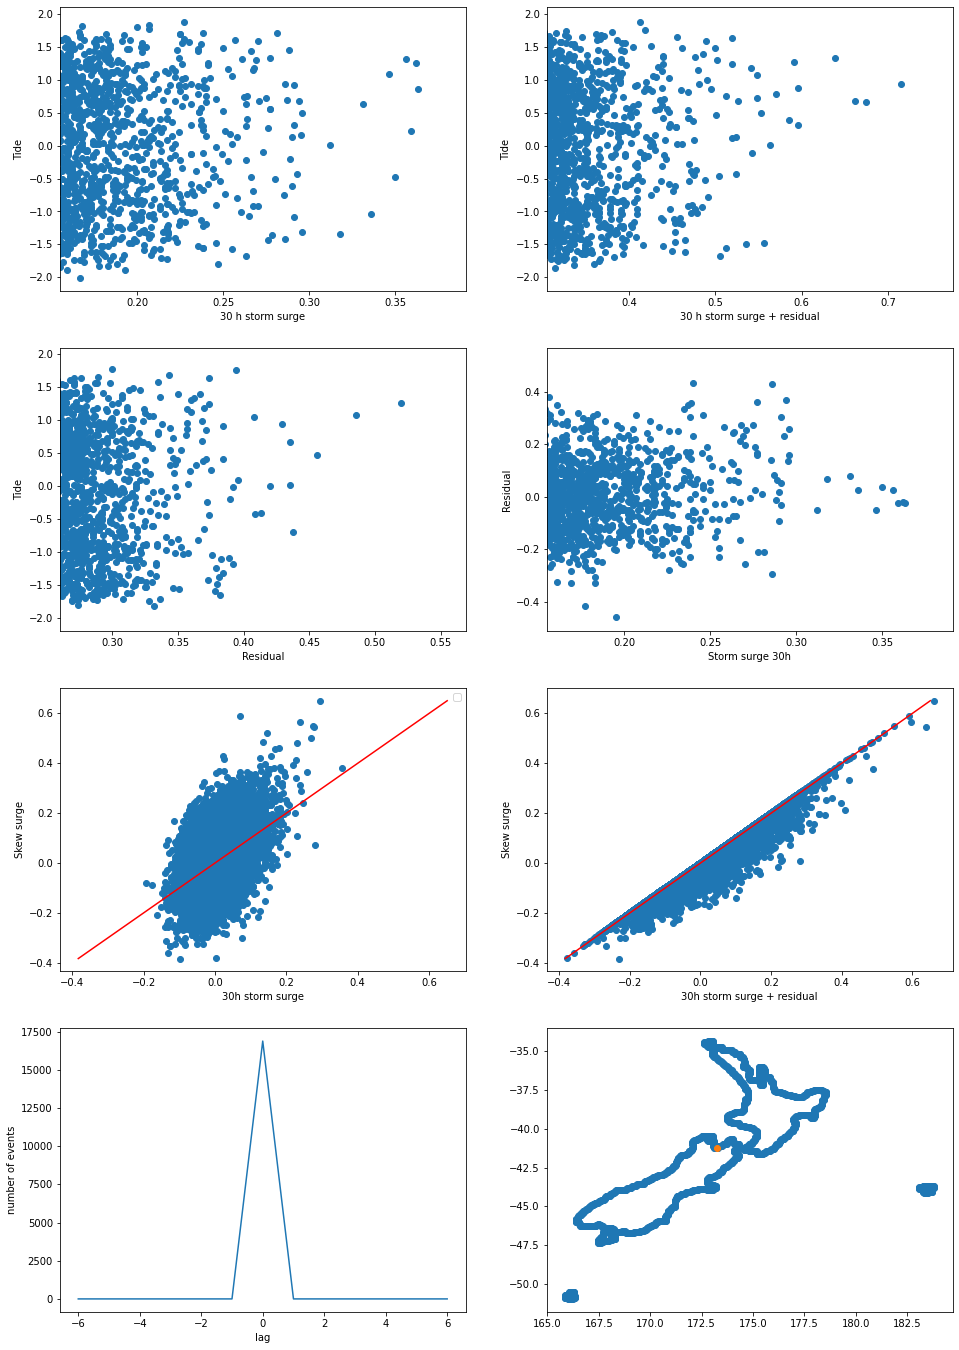 2.0
1.5
1.0
0.5
0.0
−0.5
−1.0
−1.5
−2.0
Tide
0.20 0.25 0.30 0.35
30 h storm surge
2.0
1.5
1.0
0.5
0.0
−0.5
−1.0
−1.5
−2.0
Tide
0.4 0.5 0.6 0.7
30 h storm surge + residual
2.0
1.5
1.0
0.5
0.0
−0.5
−1.0
−1.5
−2.0
Tide
0.30 0.35 0.40 0.45 0.50 0.55
Residual
0.4
0.2
0.0
−0.2
−0.4
Residual
0.20 0.25 0.30 0.35
Storm surge 30h
0.6
0.4
0.2
0.0
−0.2
−0.4
Skew surge
−0.4 −0.2 0.0 0.2 0.4 0.6
30h storm surge
0.6
0.4
0.2
0.0
−0.2
−0.4
Skew surge
−0.4 −0.2 0.0 0.2 0.4 0.6
30h storm surge + residual
17500
15000
12500
10000
7500
5000
2500
0
number of events
−6 −4 −2 0 2 4 6
lag
−35.0
−37.5
−40.0
−42.5
−45.0
−47.5
−50.0
165.0 167.5 170.0 172.5 175.0 177.5 180.0 182.5